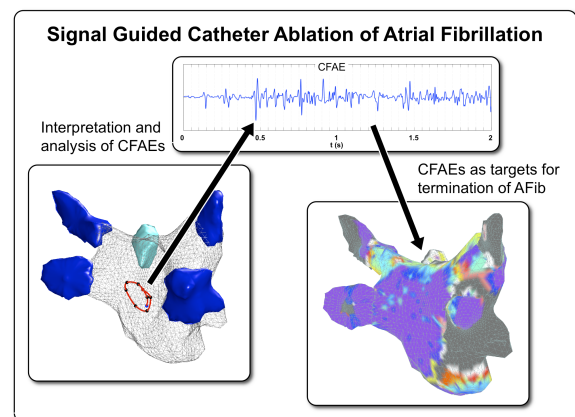 Signal Guided Catheter Ablation of Atrial Fibrillation
CFAE
0 0.5 1 1.5 2
t (s)
Interpretation and
analysis of CFAEs
CFAEs as targets for
termination of AFib